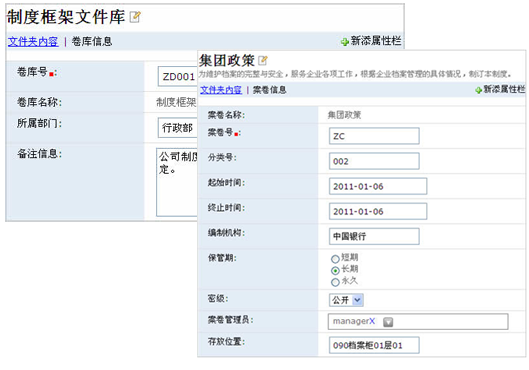 制度框架文件库
文件夹内容 | 卷库信息 新添属性栏
卷库号 : ZD001
卷库名称: 制度框架
所属部门: 行政部
备注信息: 公司制度
定。
集团政策
为维护档案的完整与安全，服务企业各项工作，根据企业档案管理的具体情况，制订本制度。
文件夹内容 | 案卷信息 新添属性栏
案卷名称: 集团政策
案卷号 : ZC
分类号: 002
起始时间: 2011-01-06
终止时间: 2011-01-06
编制机构: 中国银行
保管期: 短期
长期
永久
密级: 公开
案卷管理员: managerX
存放位置: 090档案柜01层01